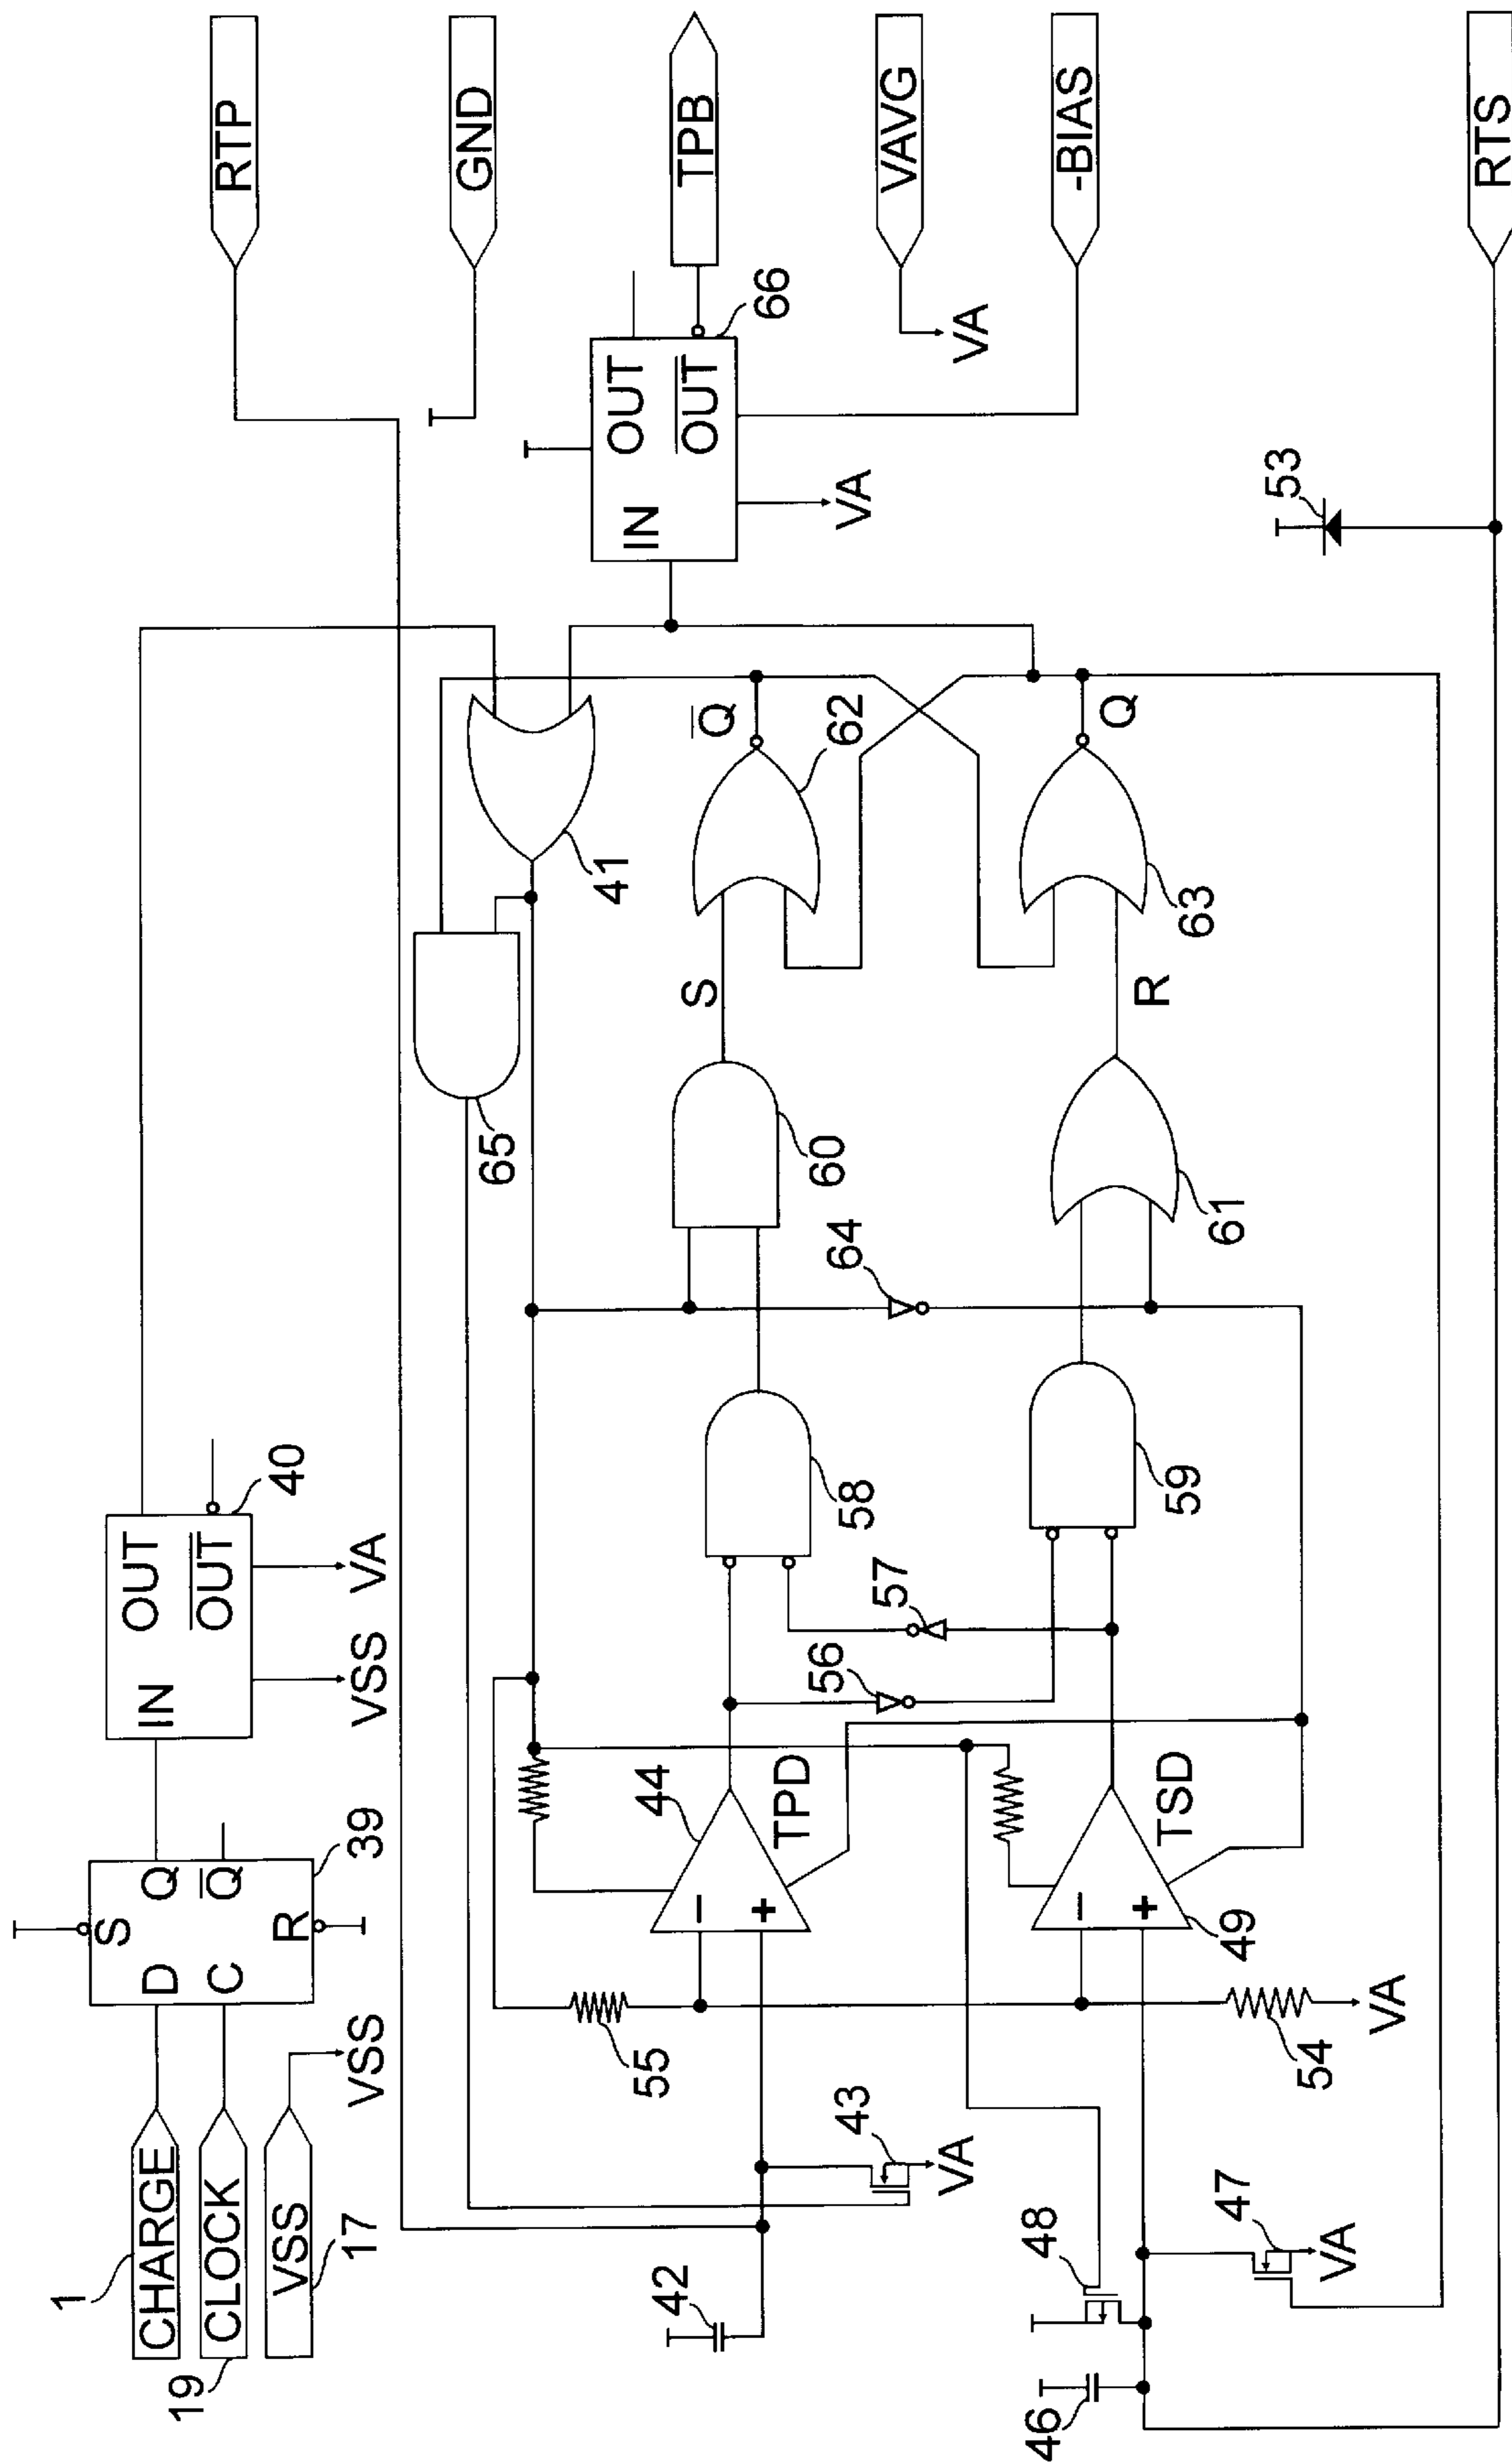 1
CHARGE
19
CLOCK
VSS
17
VSS
S
D Q
C Q
R
39
IN OUT
OUT
40
VSS
VA
RTP
GND
TPB
VAVG
VA
-BIAS
RTS
IN OUT
OUT
66
VA
53
41
65
42
43
VA
55
54
VA
44
TPD
- +
56
57
58
60
S
Q
62
64
46
48
47
VA
49
TSD
- +
59
61
R
Q
63